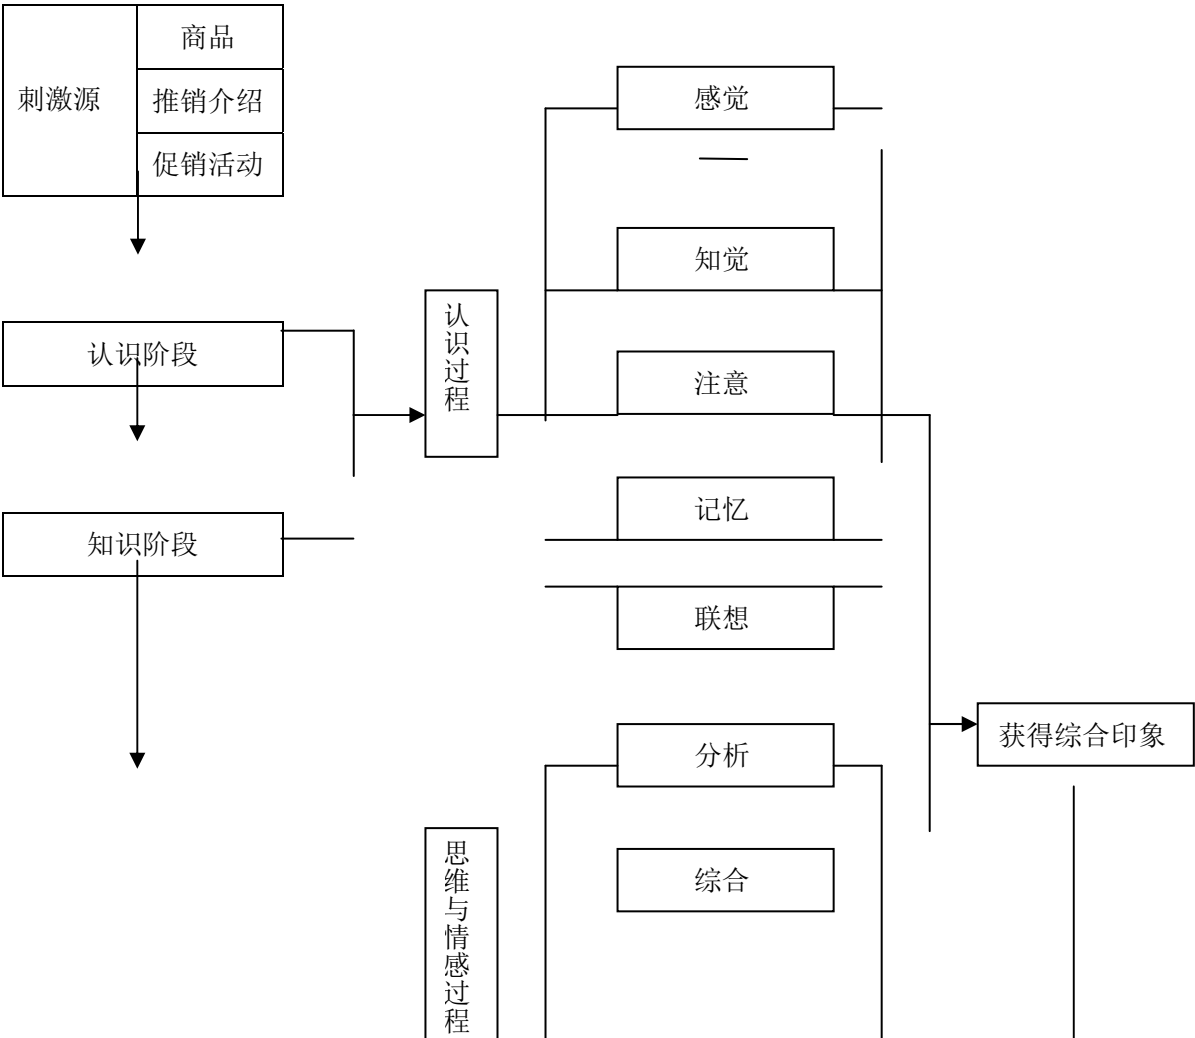 刺激源
商品
推销介绍
促销活动
感觉
知觉
认识过程
认识阶段
注意
记忆
知识阶段
联想
分析
获得综合印象
思维与情感过程
综合